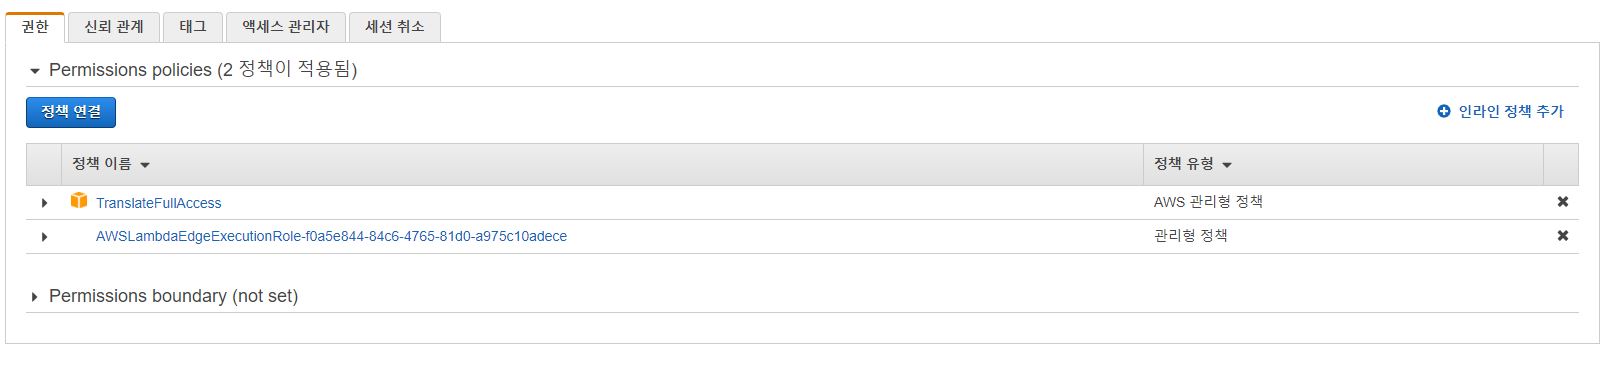 권한 신뢰 관계 태그 액세스 관리자 세션 취소
Permissions policies (2 정책이 적용됨)
정책 연결 인라인 정책 추가
정책 이름 정책 유형
TranslateFullAccess AWS 관리형 정책
AWSLambdaEdgeExecutionRole-f0a5e844-84c6-4765-81d0-a975c10adece 관리형 정책
Permissions boundary (not set)